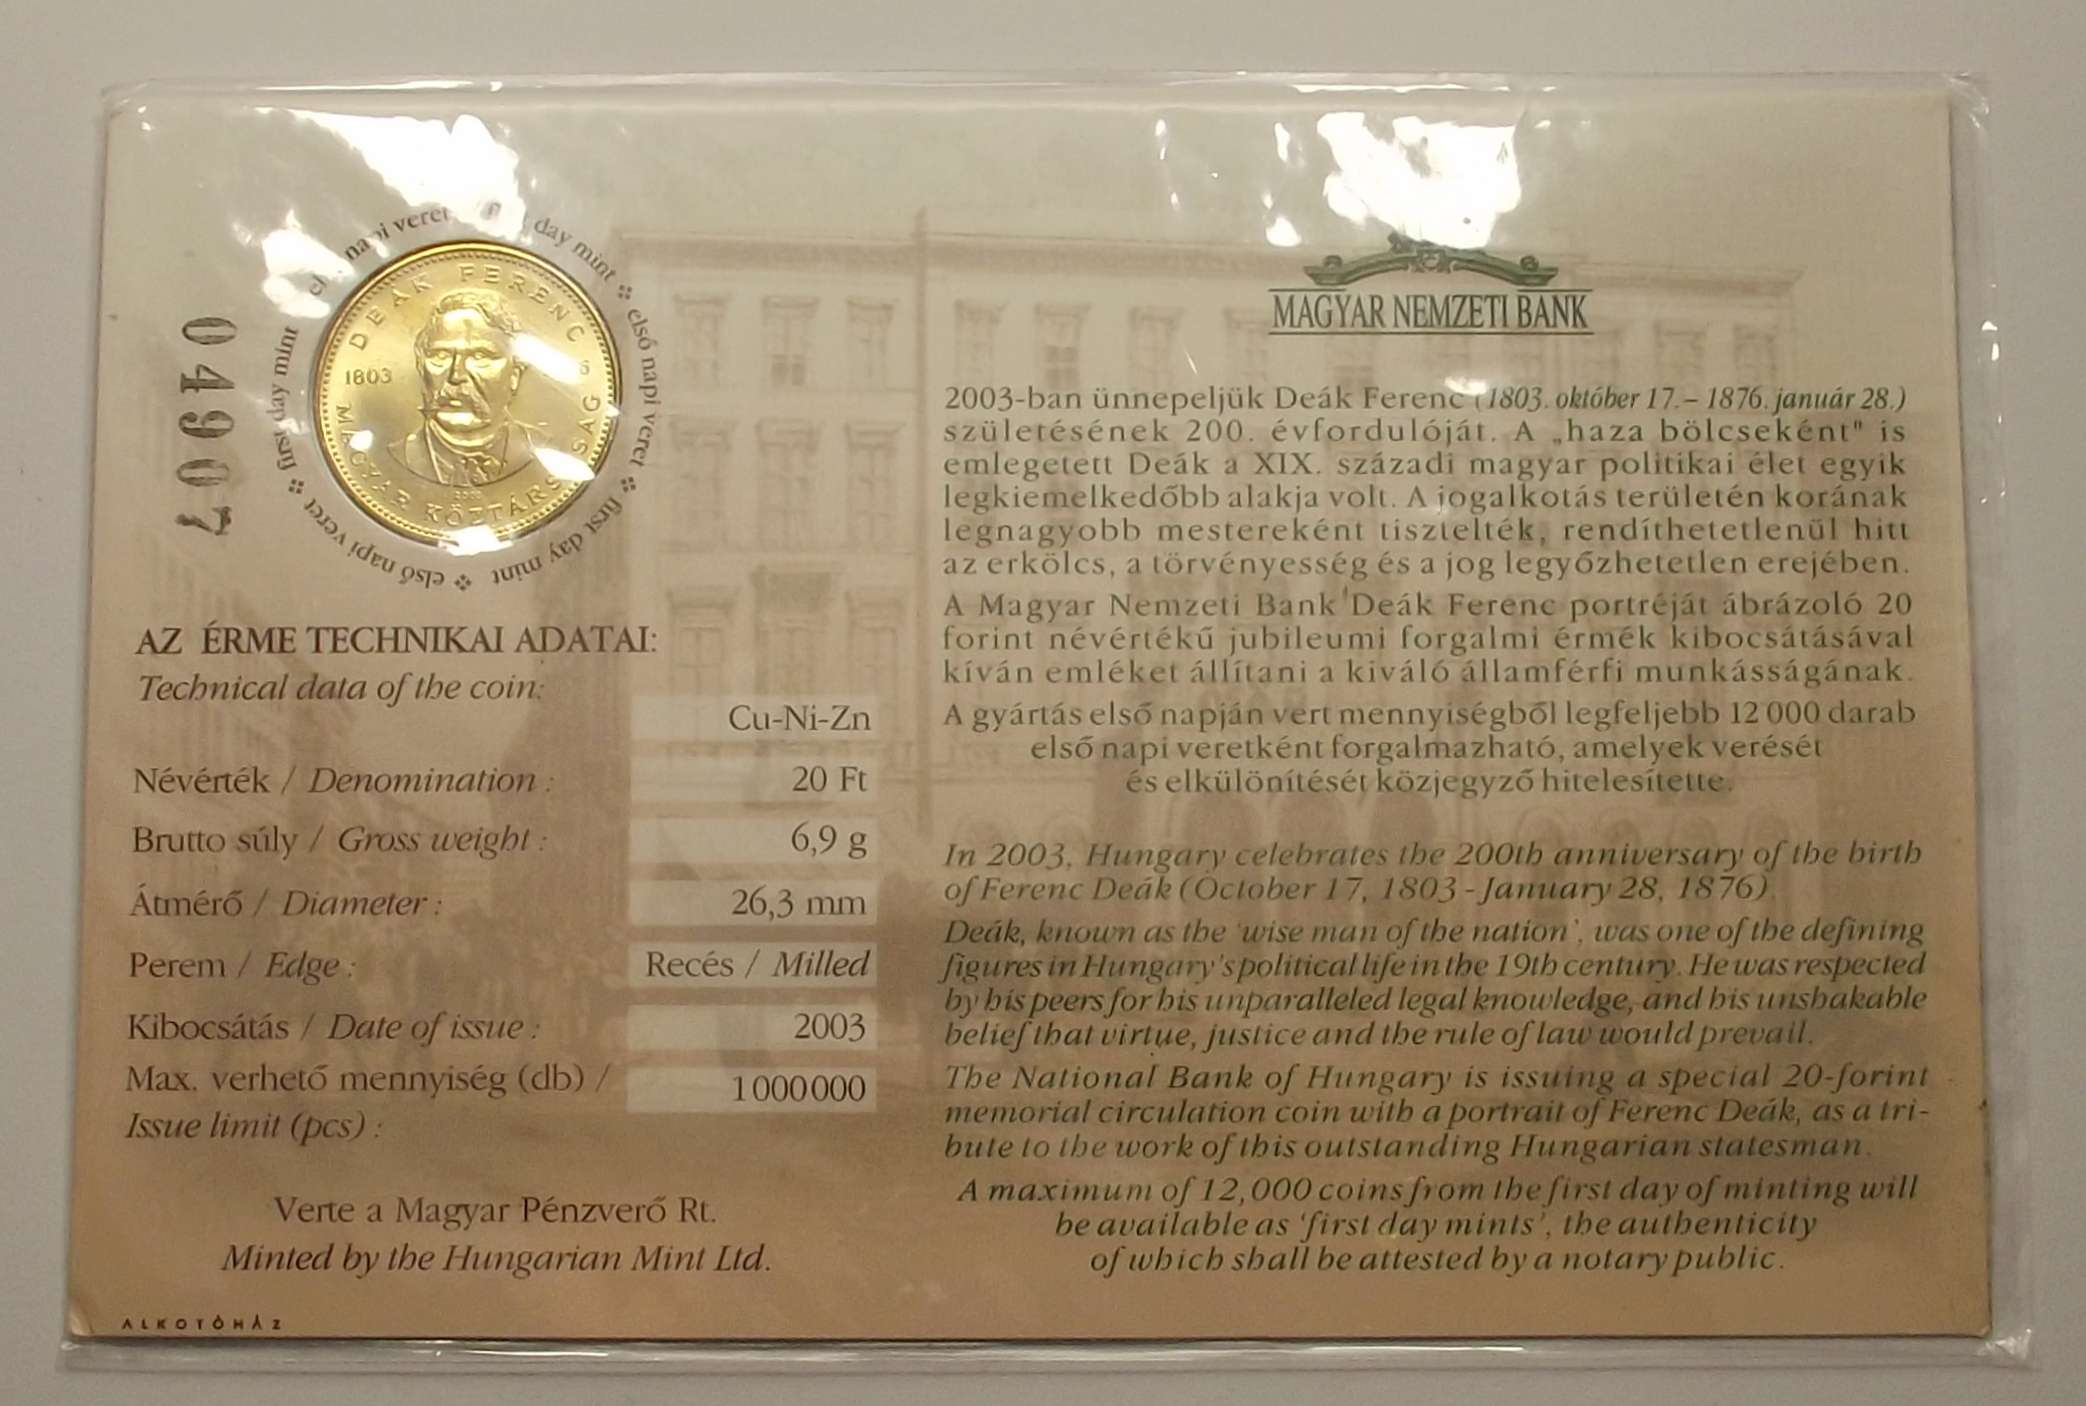 04907
első napi veret ❖ first day mint ❖ első napi veret ❖ first day mint ❖ első napi veret ❖ first day mint ❖
DEÁK FERENC
1803
MAGYAR KÖZTÁRSASÁG
MAGYAR NEMZETI BANK
AZ ÉRME TECHNIKAI ADATAI:
Technical data of the coin:
Cu-Ni-Zn
Névérték / Denomination : 20 Ft
Brutto súly / Gross weight : 6,9 g
Átmérő / Diameter : 26,3 mm
Perem / Edge : Recés / Milled
Kibocsátás / Date of issue : 2003
Max. verhető mennyiség (db) / 1000000
Issue limit (pcs) :
Verte a Magyar Pénzverő Rt.
Minted by the Hungarian Mint Ltd.
ALKOTÓHÁZ
2003-ban ünnepeljük Deák Ferenc (1803. október 17. – 1876. január 28.)
születésének 200. évfordulóját. A „haza bölcseként" is
emlegetett Deák a XIX. századi magyar politikai élet egyik
legkiemelkedőbb alakja volt. A jogalkotás területén korának
legnagyobb mestereként tisztelték, rendíthetetlenül hitt
az erkölcs, a törvényesség és a jog legyőzhetetlen erejében.
A Magyar Nemzeti Bank Deák Ferenc portréját ábrázoló 20
forint névértékű jubileumi forgalmi érmék kibocsátásával
kíván emléket állítani a kiváló államférfi munkásságának.
A gyártás első napján vert mennyiségből legfeljebb 12 000 darab
első napi veretként forgalmazható, amelyek verését
és elkülönítését közjegyző hitelesítette.
In 2003, Hungary celebrates the 200th anniversary of the birth
of Ferenc Deák (October 17, 1803 - January 28, 1876).
Deák, known as the 'wise man of the nation', was one of the defining
figures in Hungary's political life in the 19th century. He was respected
by his peers for his unparalleled legal knowledge, and his unshakable
belief that virtue, justice and the rule of law would prevail.
The National Bank of Hungary is issuing a special 20-forint
memorial circulation coin with a portrait of Ferenc Deák, as a tri-
bute to the work of this outstanding Hungarian statesman.
A maximum of 12,000 coins from the first day of minting will
be available as 'first day mints', the authenticity
of which shall be attested by a notary public.